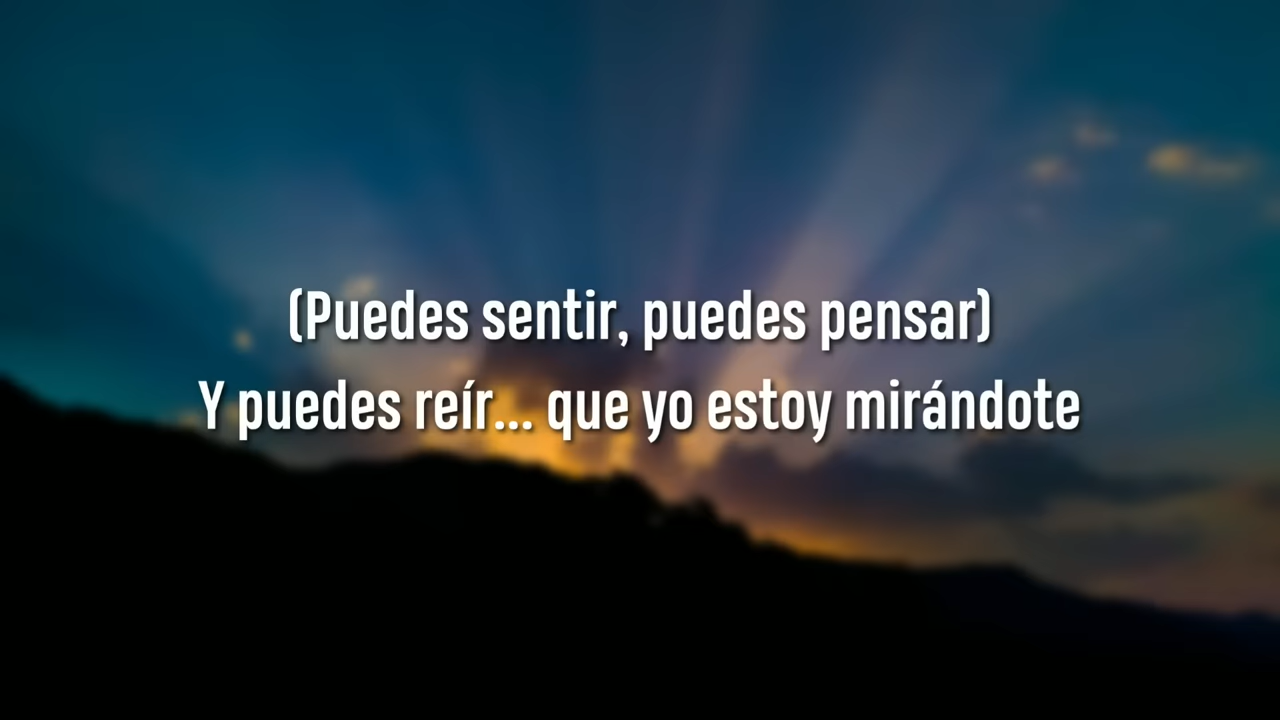 (Puedes sentir, puedes pensar)
Y puedes reír... que yo estoy mirándote